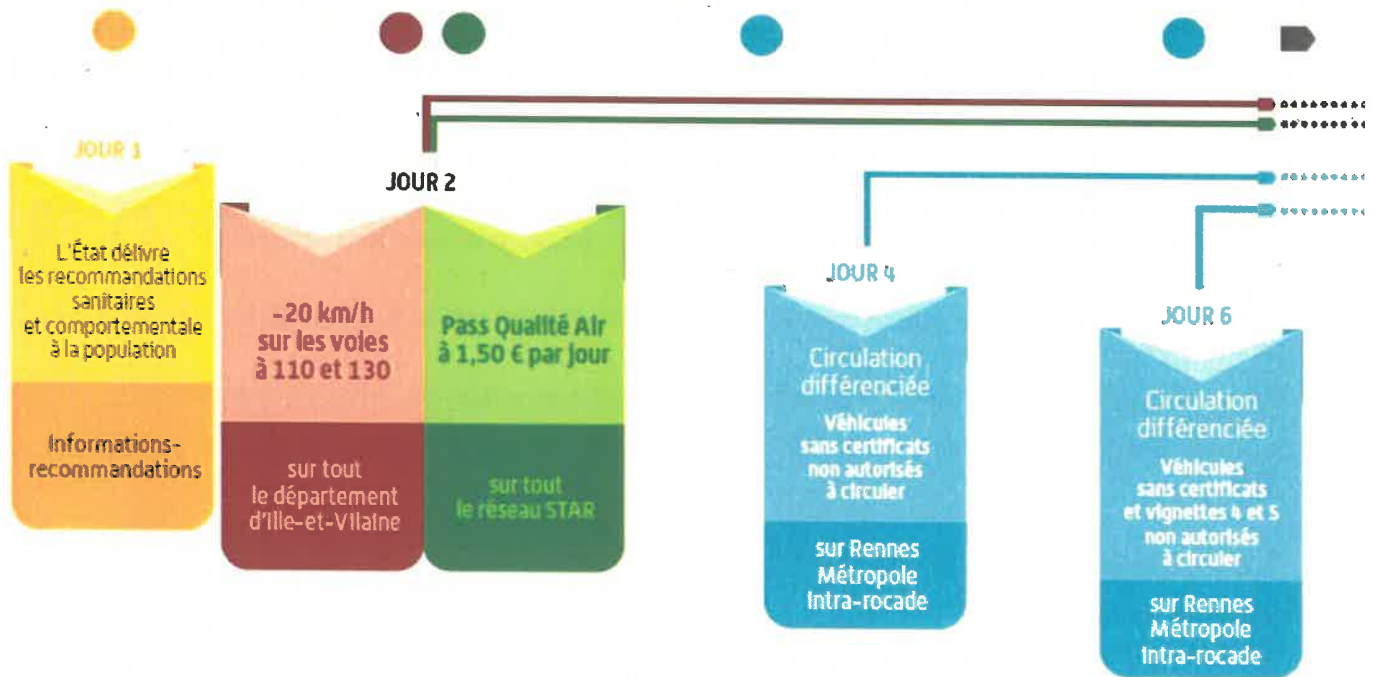 JOUR 1
L'État délivre
les recommandations
sanitaires
et comportementale
à la population
Informations-
recommandations
JOUR 2
-20 km/h
sur les voies
à 110 et 130
sur tout
le département
d'Ille-et-Vilaine
Pass Qualité Air
à 1,50 € par jour
sur tout
le réseau STAR
JOUR 4
Circulation
différenciée
Véhicules
sans certificats
non autorisés
à circuler
sur Rennes
Métropole
Intra-rocade
JOUR 6
Circulation
différenciée
Véhicules
sans certificats
et vignettes 4 et 5
non autorisés
à circuler
sur Rennes
Métropole
Intra-rocade